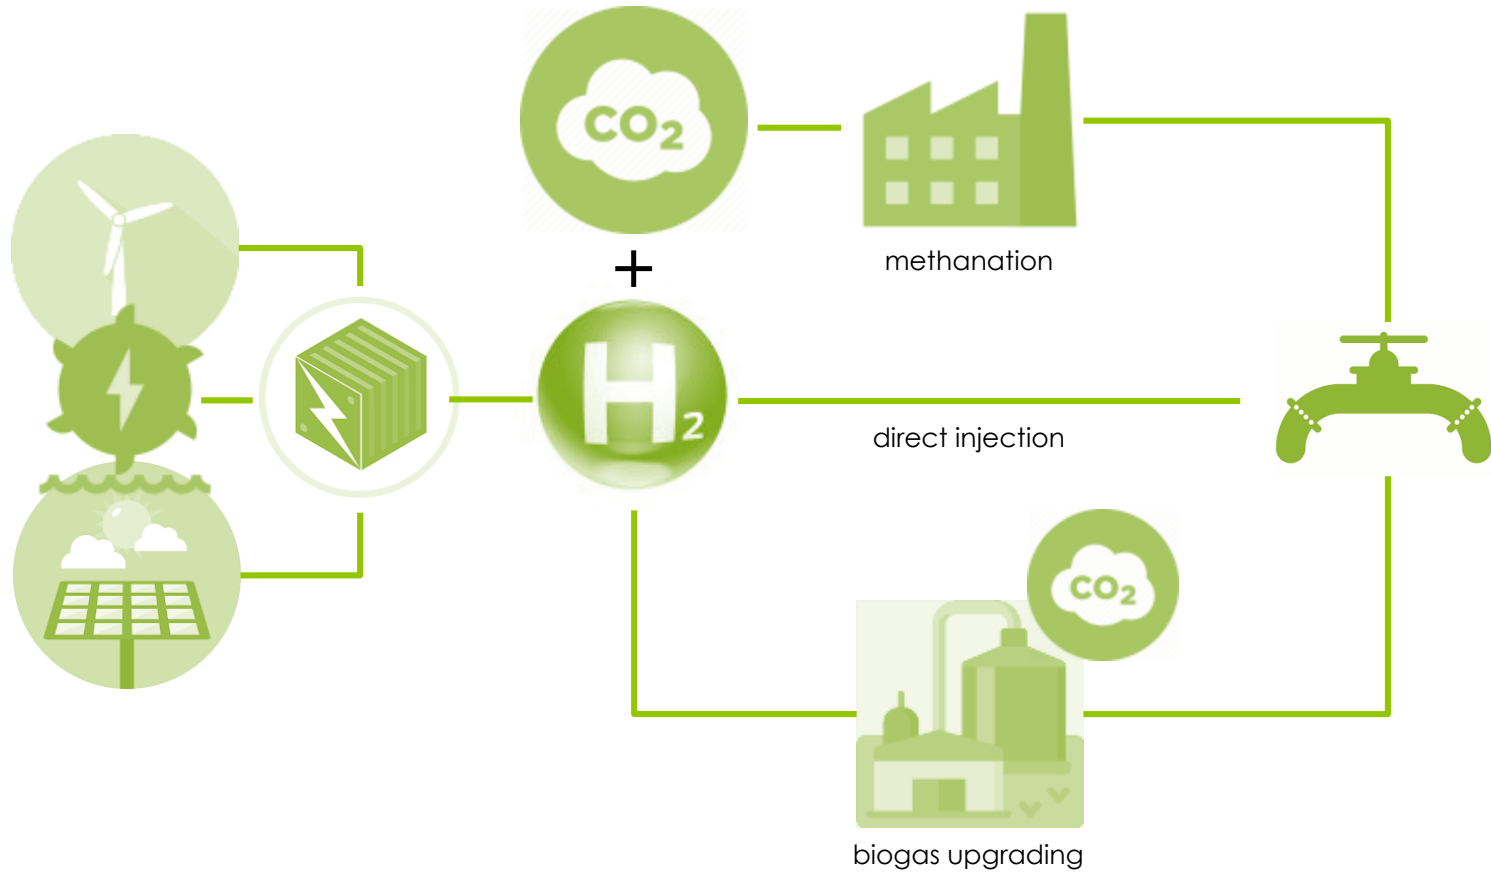 CO₂
methanation
+
H₂
direct injection
CO₂
biogas upgrading